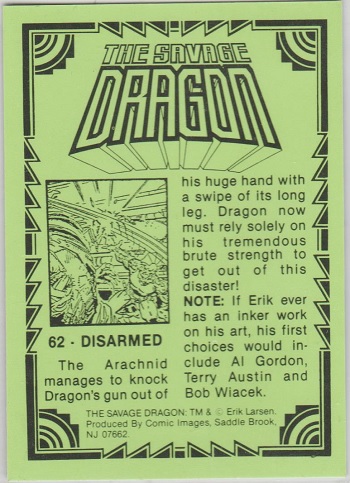 THE SAVAGE
DRAGON
62 - DISARMED
The Arachnid
manages to knock
Dragon's gun out of
his huge hand with
a swipe of its long
leg. Dragon now
must rely solely on
his tremendous
brute strength to
get out of this
disaster!
NOTE: If Erik ever
has an inker work
on his art, his first
choices would in-
clude Al Gordon,
Terry Austin and
Bob Wiacek.
THE SAVAGE DRAGON: TM & © Erik Larsen.
Produced By Comic Images, Saddle Brook,
NJ 07662.